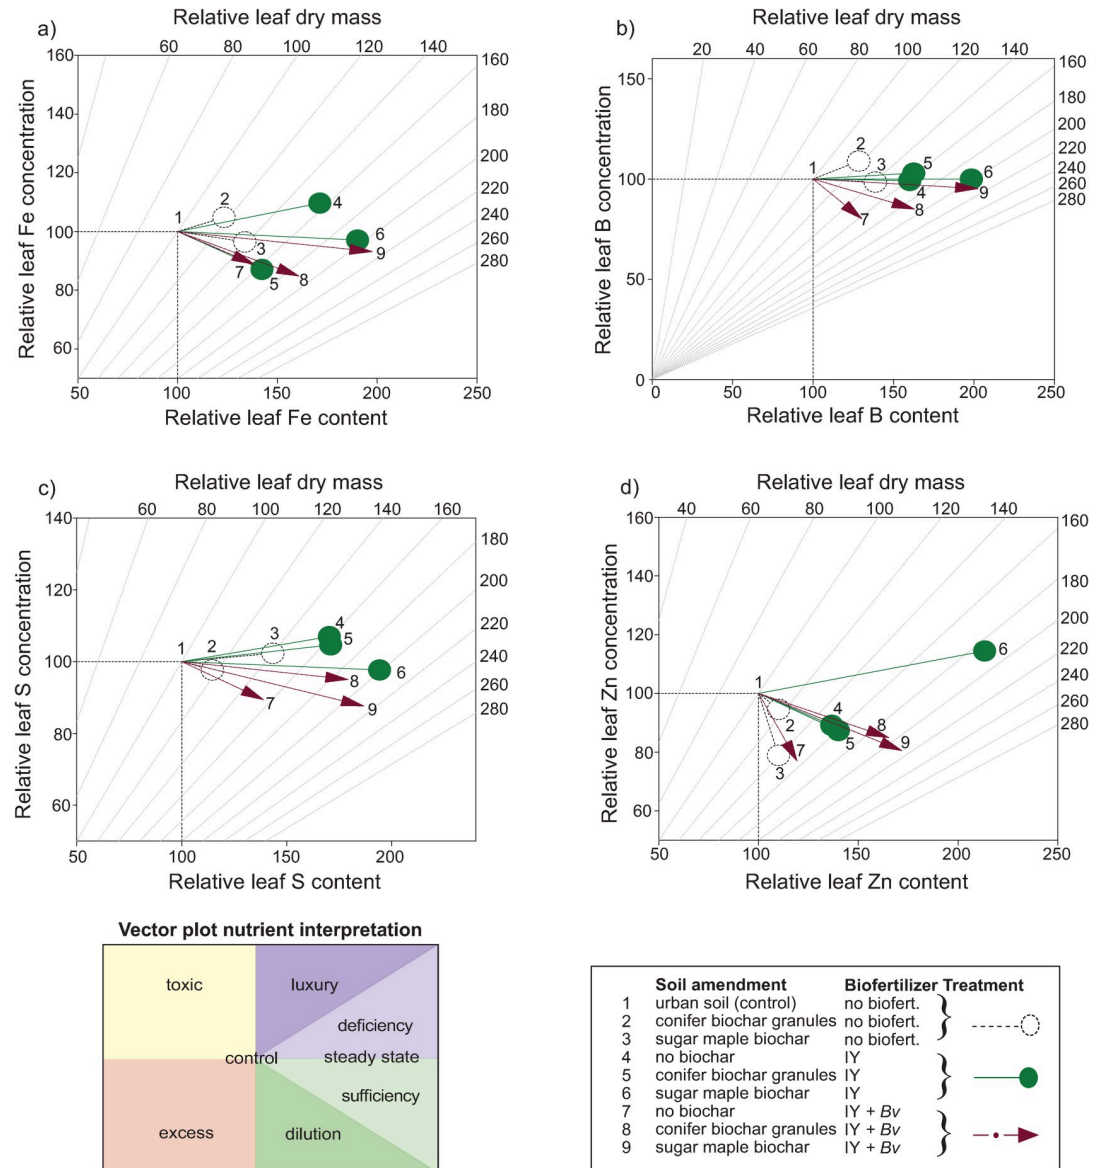 a)
Relative leaf dry mass
60 80 100 120
160
140
120
100
80
60
Relative leaf Fe concentration
160
180
200
220
240
260
280
1
2
3
4
5
6
7
8
9
50 100 150 200 250
Relative leaf Fe content
b)
Relative leaf dry mass
20 40 60 80 100 120
150
100
50
0
Relative leaf B concentration
160
180
200
220
240
260
280
1
2
3
4
5
6
7
8
9
0 50 100 150 200 250
Relative leaf B content
c)
Relative leaf dry mass
60 80 100 120 140 160
140
120
100
80
60
Relative leaf S concentration
180
200
220
240
260
280
1
2
3
4
5
6
7
8
9
50 100 150 200
Relative leaf S content
d)
Relative leaf dry mass
40 60 80 100 120 140
160
140
120
100
80
60
Relative leaf Zn concentration
160
180
200
220
240
260
280
1
2
3
4
5
6
7
8
9
50 100 150 200 250
Relative leaf Zn content
Vector plot nutrient interpretation
toxic luxury
deficiency
control steady state
sufficiency
excess dilution
Soil amendment Biofertilizer Treatment
1 urban soil (control) no biofert.
2 conifer biochar granules no biofert.
3 sugar maple biochar no biofert.
4 no biochar IY
5 conifer biochar granules IY
6 sugar maple biochar IY
7 no biochar IY + Bv
8 conifer biochar granules IY + Bv
9 sugar maple biochar IY + Bv